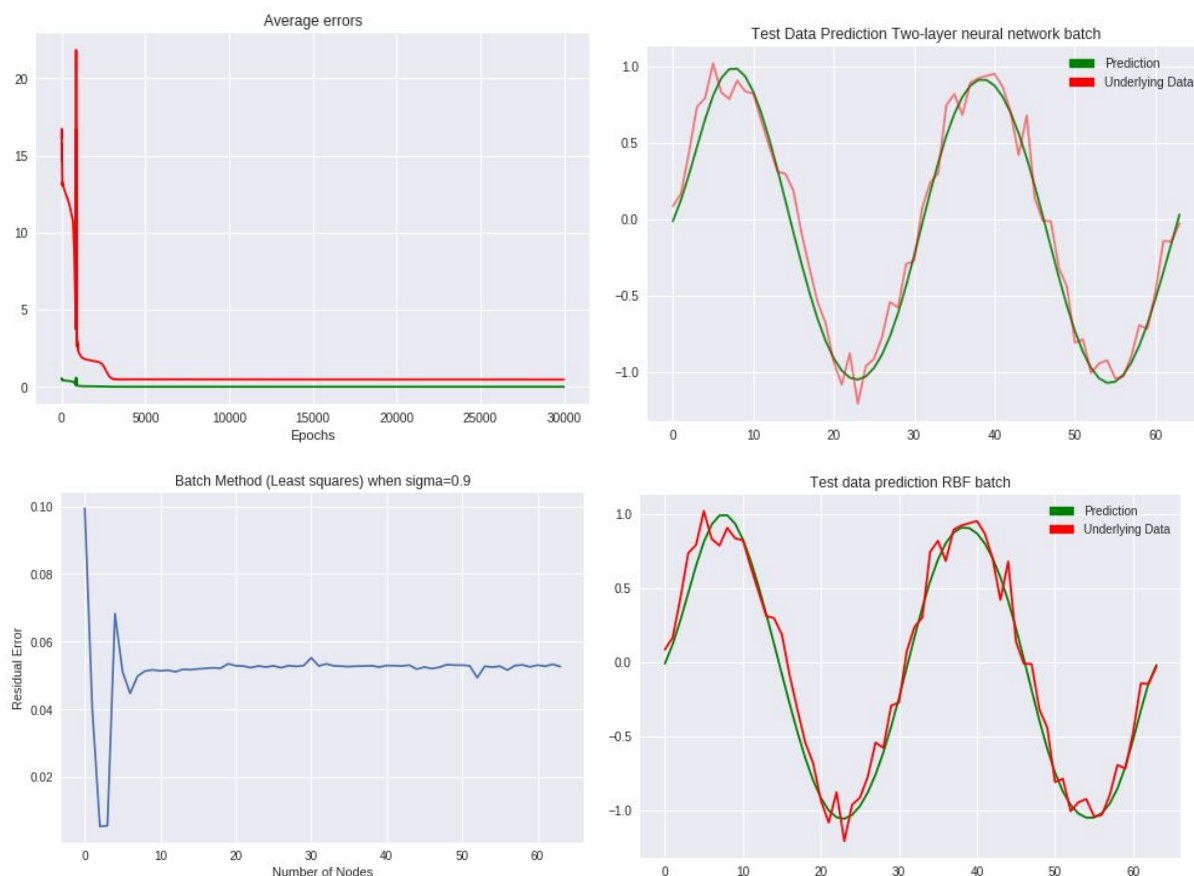 Average errors
20
15
10
5
0
0 5000 10000 15000 20000 25000 30000
Epochs
Test Data Prediction Two-layer neural network batch
Prediction
Underlying Data
1.0
0.5
0.0
−0.5
−1.0
0 10 20 30 40 50 60
Batch Method (Least squares) when sigma=0.9
Residual Error
0.10
0.08
0.06
0.04
0.02
0 10 20 30 40 50 60
Number of Nodes
Test data prediction RBF batch
Prediction
Underlying Data
1.0
0.5
0.0
−0.5
−1.0
0 10 20 30 40 50 60